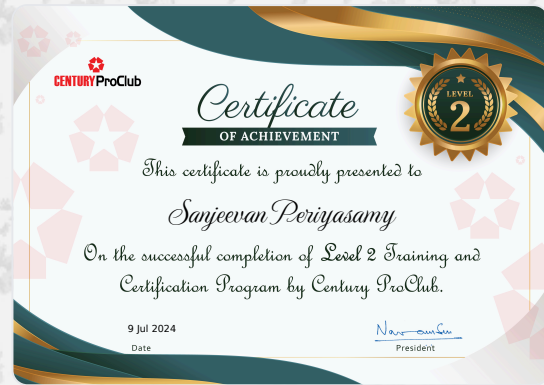 CENTURY ProClub
LEVEL
2
Certificate
OF ACHIEVEMENT
This certificate is proudly presented to
Sanjeevan Periyasamy
On the successful completion of Level 2 Training and
Certification Program by Century ProClub.
9 Jul 2024
Date
President